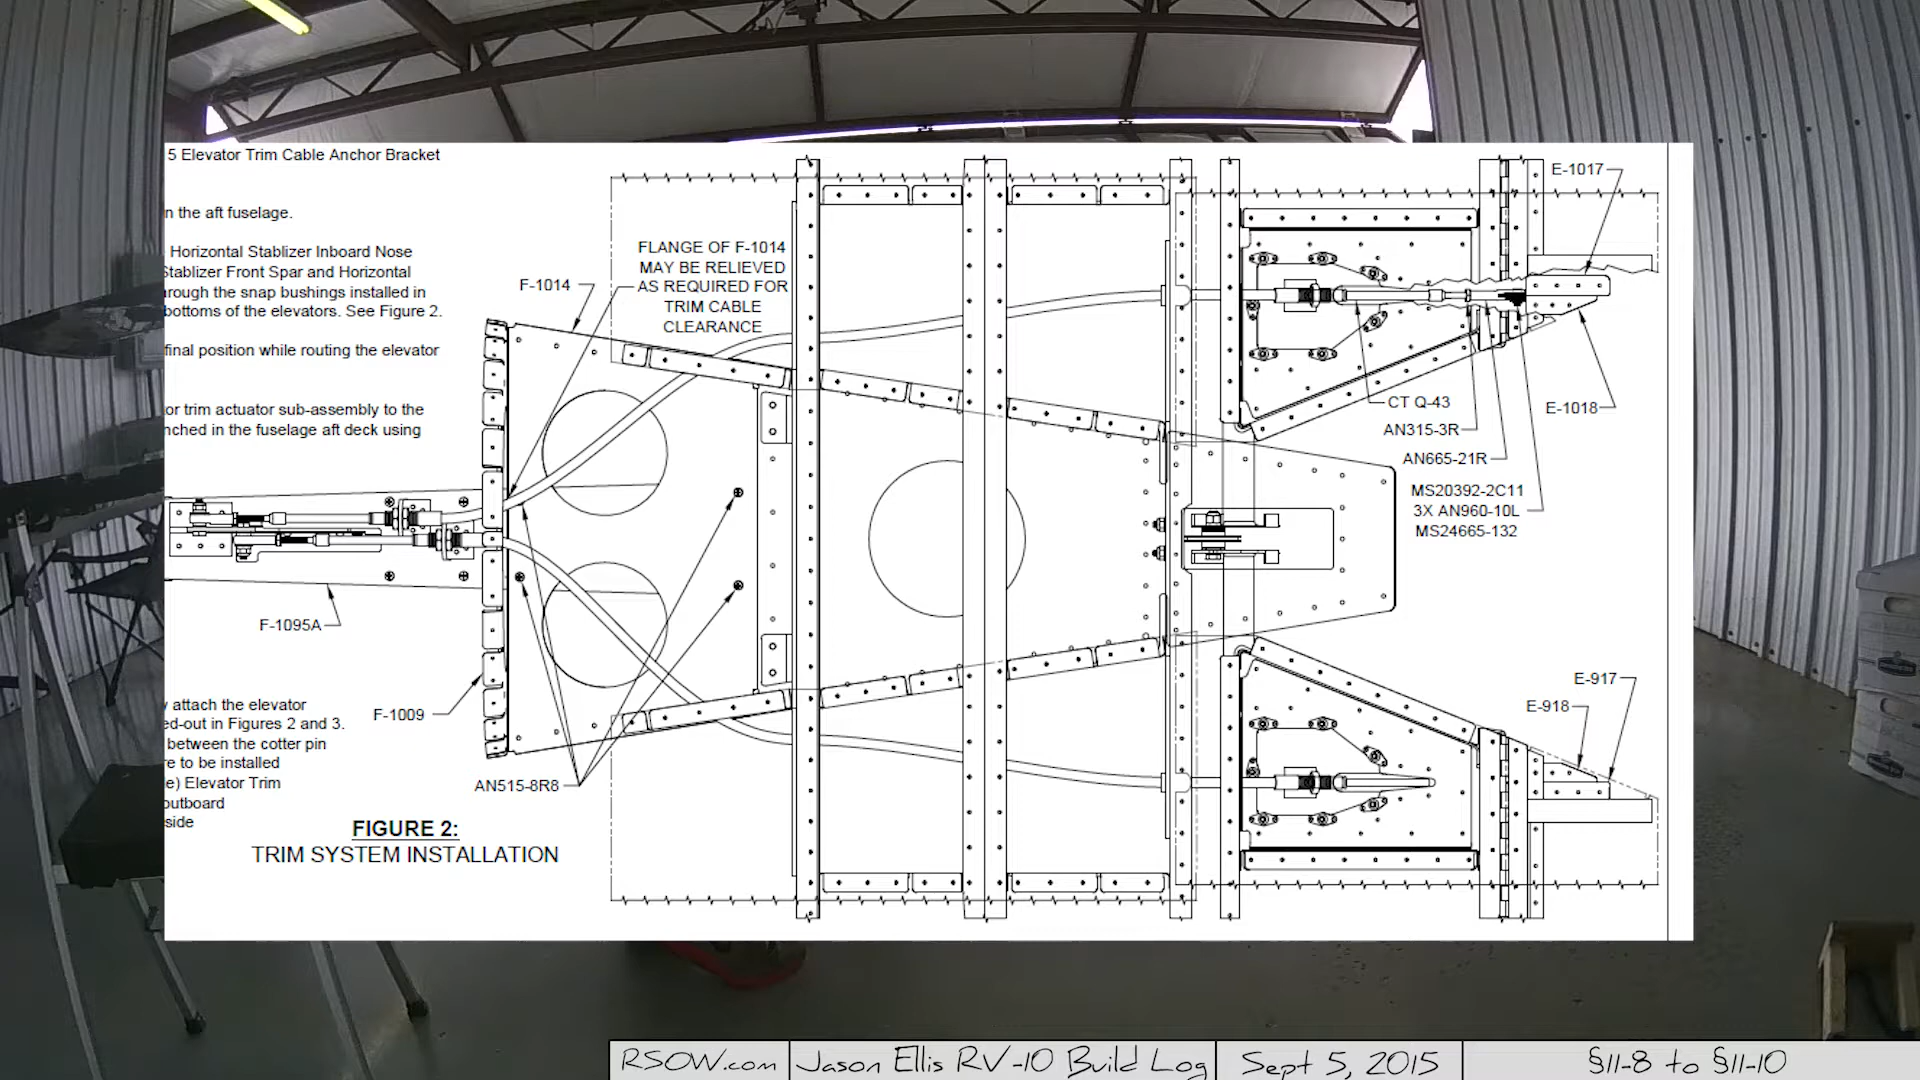 5 Elevator Trim Cable Anchor Bracket
n the aft fuselage.
Horizontal Stablizer Inboard Nose
Stablizer Front Spar and Horizontal
through the snap bushings installed in
bottoms of the elevators. See Figure 2.
final position while routing the elevator
or trim actuator sub-assembly to the
nched in the fuselage aft deck using
F-1014
FLANGE OF F-1014
MAY BE RELIEVED
AS REQUIRED FOR
TRIM CABLE
CLEARANCE
E-1017
CT Q-43
E-1018
AN315-3R
AN665-21R
MS20392-2C11
3X AN960-10L
MS24665-132
F-1095A
F-1009
y attach the elevator
ed-out in Figures 2 and 3.
between the cotter pin
re to be installed
e) Elevator Trim
outboard
side
AN515-8R8
E-917
E-918
FIGURE 2:
TRIM SYSTEM INSTALLATION
RSOW.com
Jason Ellis RV-10 Build Log
Sept 5, 2015
§11-8 to §11-10